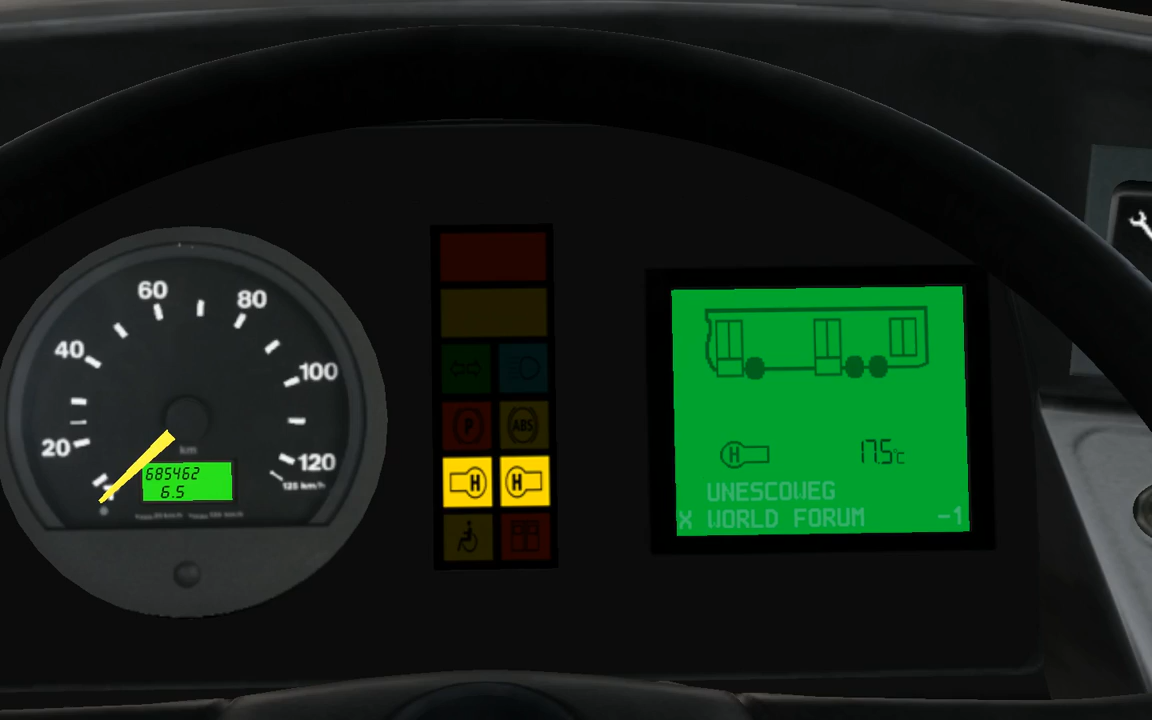 60
80
40
100
20
km
120
125 km/h
685462
6.5
P
ABS
H
H
H
17.5°C
UNESCOWEG
X WORLD FORUM -1